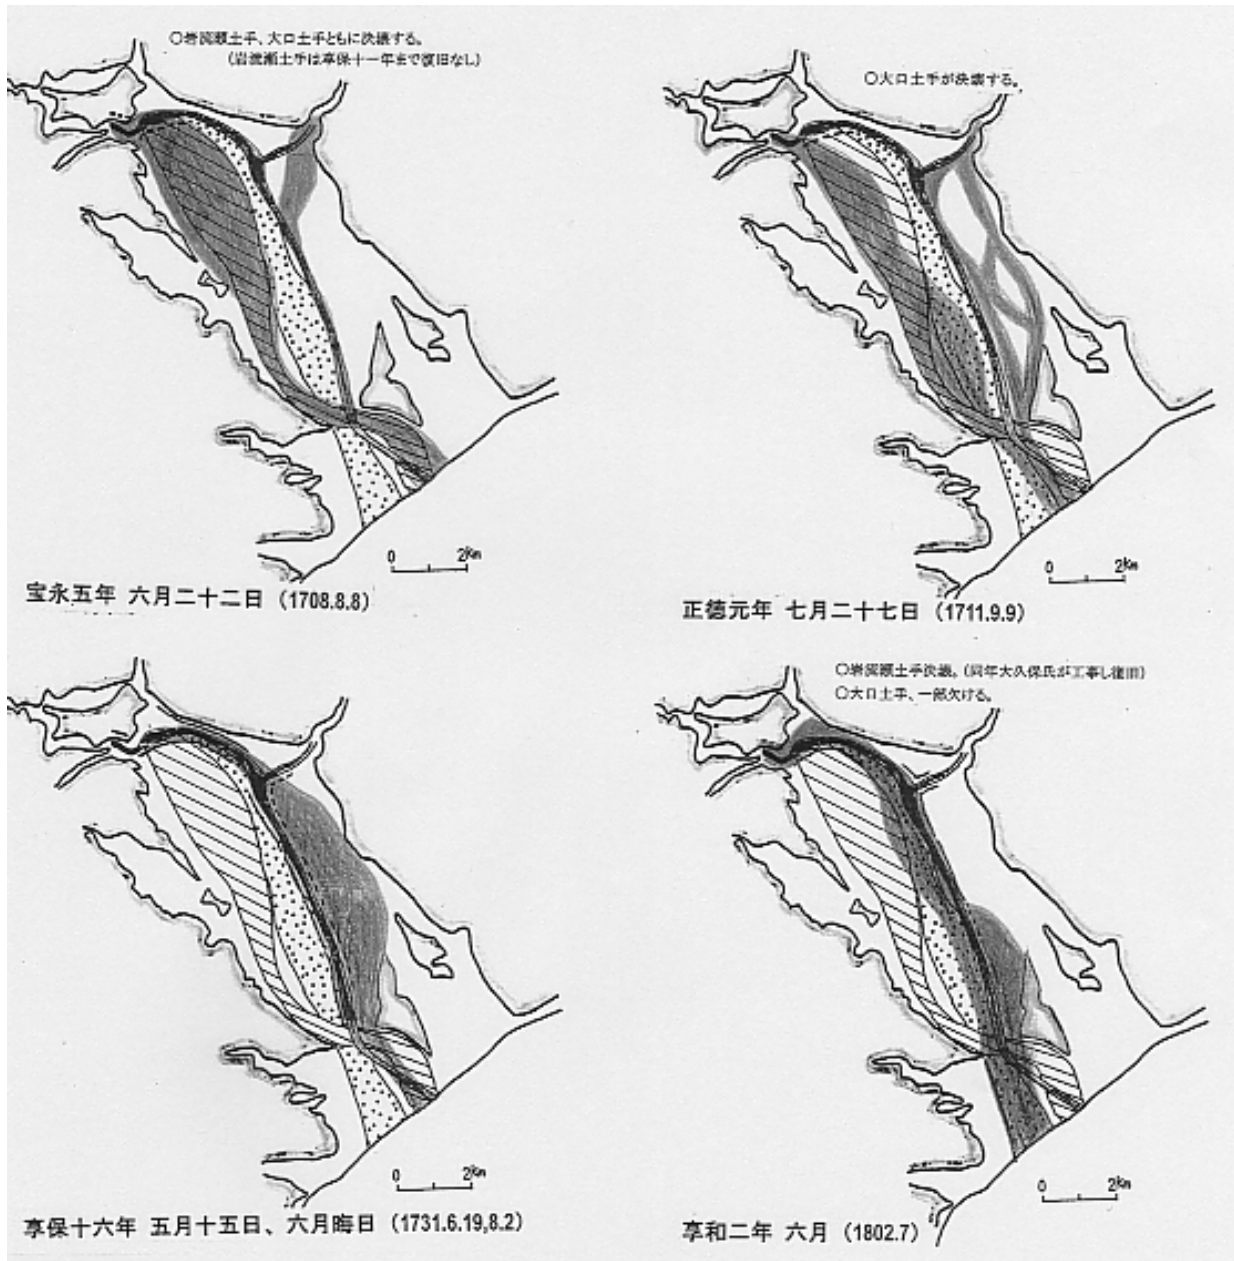 ○岩流瀬土手、大口土手ともに決壊する。
(岩流瀬土手は享保十一年まで復旧なし)
0 2km
宝永五年 六月二十二日 (1708.8.8)
○大口土手が決壊する。
0 2km
正徳元年 七月二十七日 (1711.9.9)
0 2km
享保十六年 五月十五日、六月晦日 (1731.6.19,8.2)
○岩流瀬土手決壊。(同年大久保氏が工事し復旧)
○大口土手、一部欠ける。
0 2km
享和二年 六月 (1802.7)